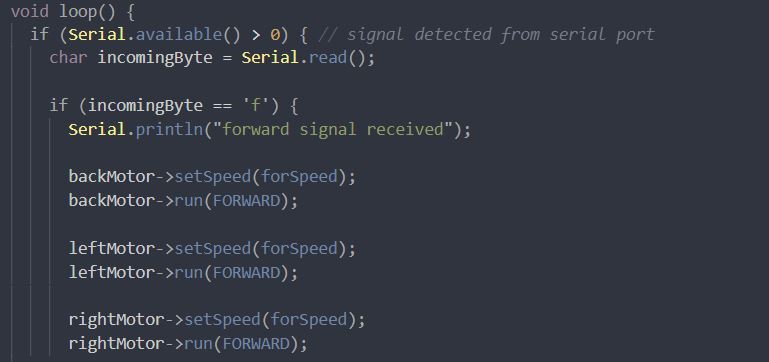 void loop() {
if (Serial.available() > 0) { // signal detected from serial port
char incomingByte = Serial.read();
if (incomingByte == 'f') {
Serial.println("forward signal received");
backMotor->setSpeed(forSpeed);
backMotor->run(FORWARD);
leftMotor->setSpeed(forSpeed);
leftMotor->run(FORWARD);
rightMotor->setSpeed(forSpeed);
rightMotor->run(FORWARD);